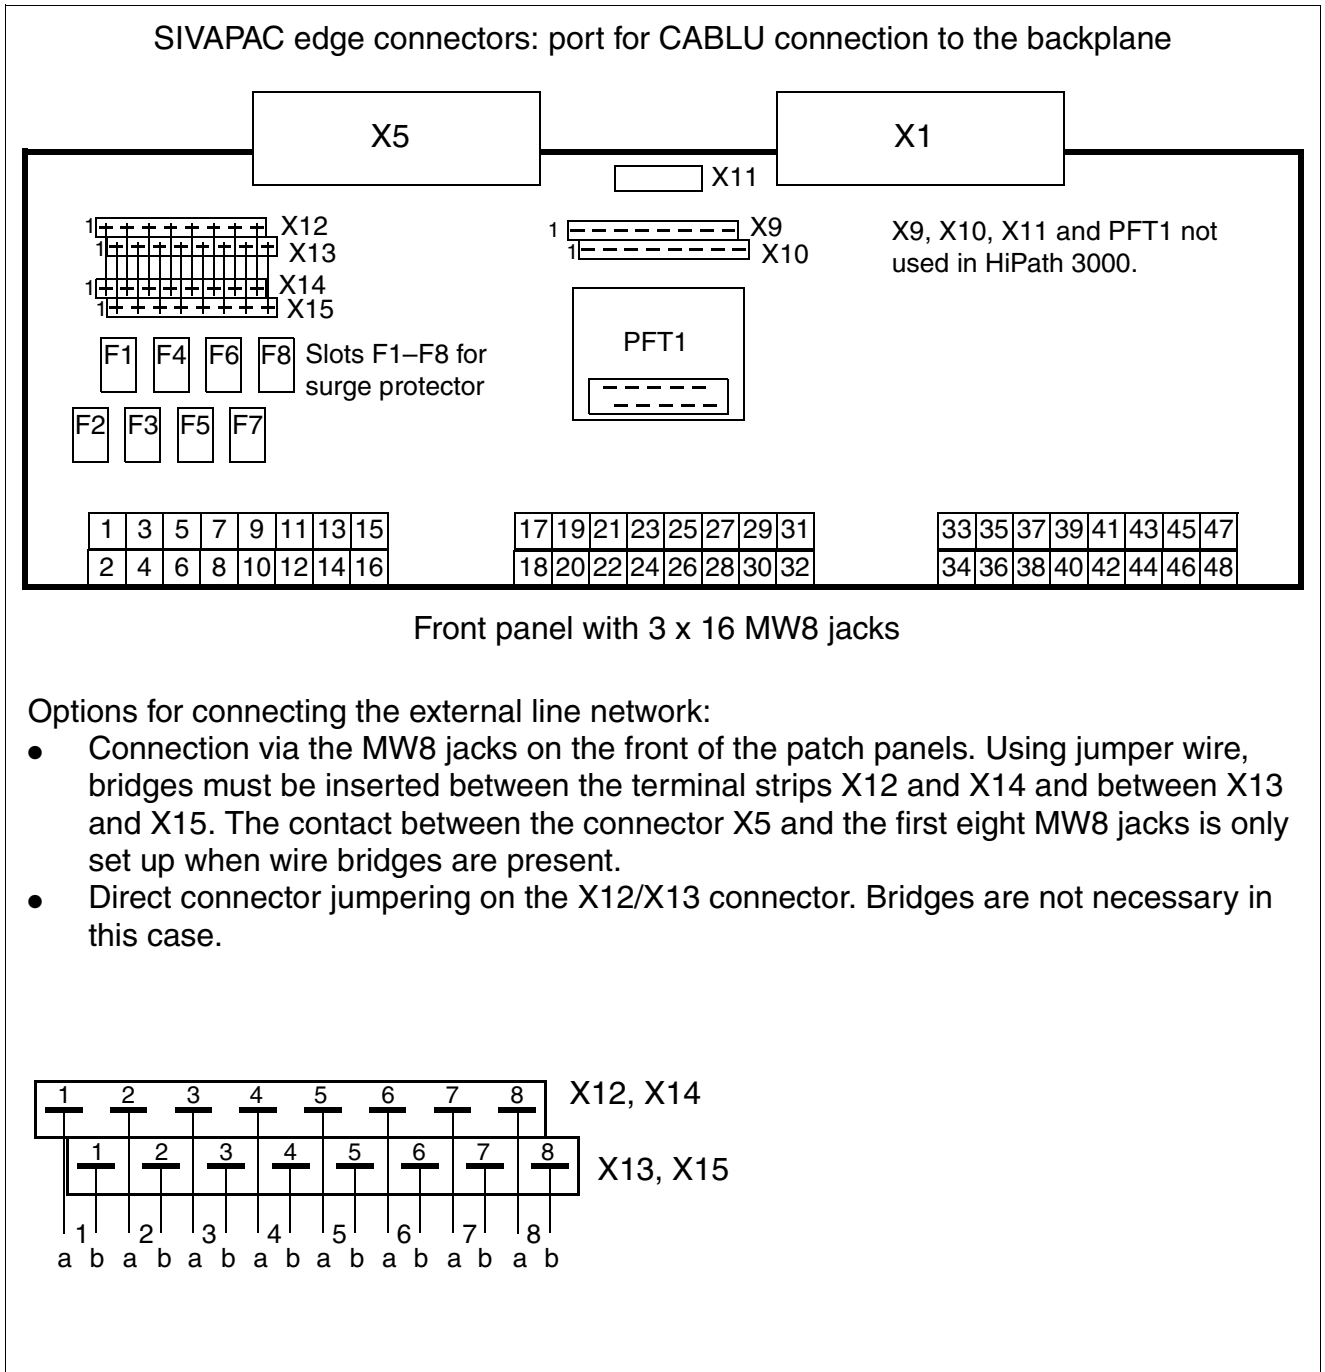 SIVAPAC edge connectors: port for CABLU connection to the backplane
X5
X1
X11
1 X12
1 X13
1 X14
1 X15
1 X9
1 X10
X9, X10, X11 and PFT1 not
used in HiPath 3000.
PFT1
F1 F4 F6 F8
Slots F1–F8 for
surge protector
F2 F3 F5 F7
1 3 5 7 9 11 13 15
2 4 6 8 10 12 14 16
17 19 21 23 25 27 29 31
18 20 22 24 26 28 30 32
33 35 37 39 41 43 45 47
34 36 38 40 42 44 46 48
Front panel with 3 x 16 MW8 jacks
Options for connecting the external line network:
● Connection via the MW8 jacks on the front of the patch panels. Using jumper wire,
bridges must be inserted between the terminal strips X12 and X14 and between X13
and X15. The contact between the connector X5 and the first eight MW8 jacks is only
set up when wire bridges are present.
● Direct connector jumpering on the X12/X13 connector. Bridges are not necessary in
this case.
1 2 3 4 5 6 7 8 X12, X14
1 2 3 4 5 6 7 8 X13, X15
1 2 3 4 5 6 7 8
a b a b a b a b a b a b a b a b